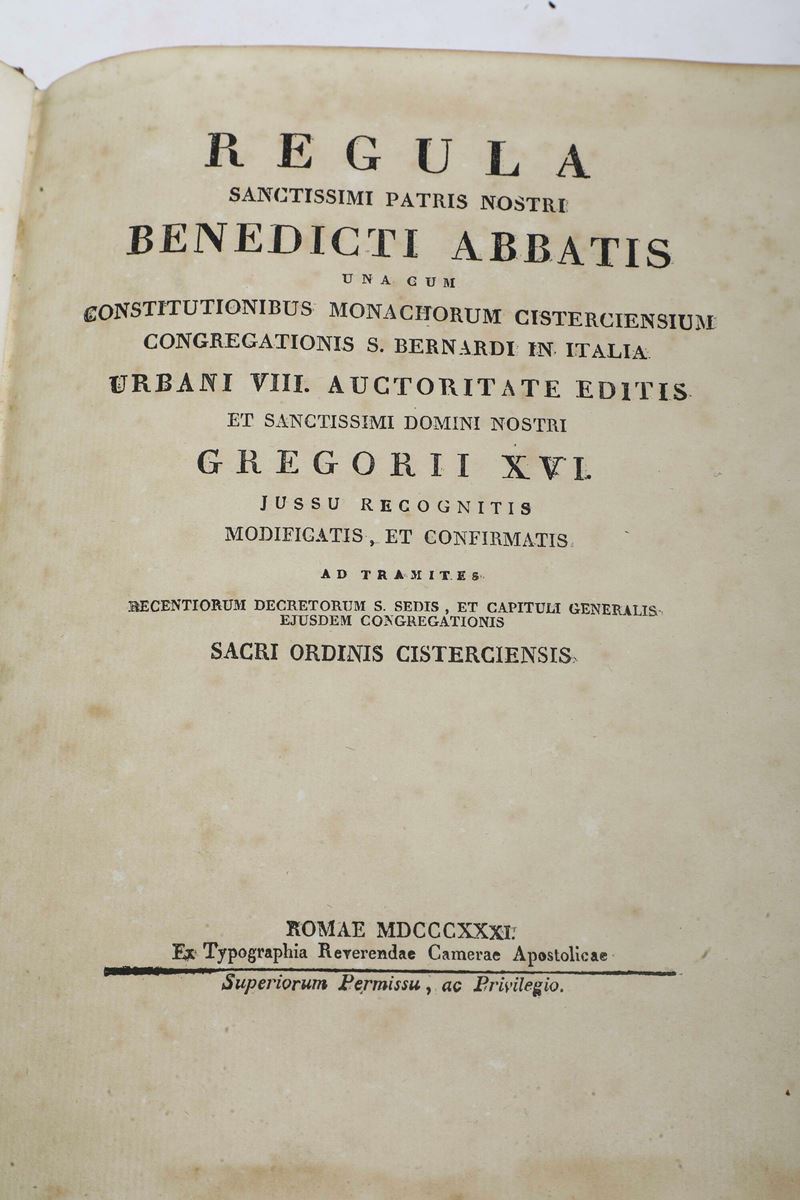 REGULA
SANCTISSIMI PATRIS NOSTRI
BENEDICTI ABBATIS
UNA CUM
CONSTITUTIONIBUS MONACHORUM CISTERCIENSIUM
CONGREGATIONIS S. BERNARDI IN ITALIA
URBANI VIII. AUCTORITATE EDITIS
ET SANCTISSIMI DOMINI NOSTRI
GREGORII XVI.
JUSSU RECOGNITIS
MODIFICATIS, ET CONFIRMATIS
AD TRAMITES
RECENTIORUM DECRETORUM S. SEDIS, ET CAPITULI GENERALIS
EJUSDEM CONGREGATIONIS
SACRI ORDINIS CISTERCIENSIS.
ROMAE MDCCCXXXI.
Ex Typographia Reverendae Camerae Apostolicae
Superiorum Permissu, ac Privilegio.